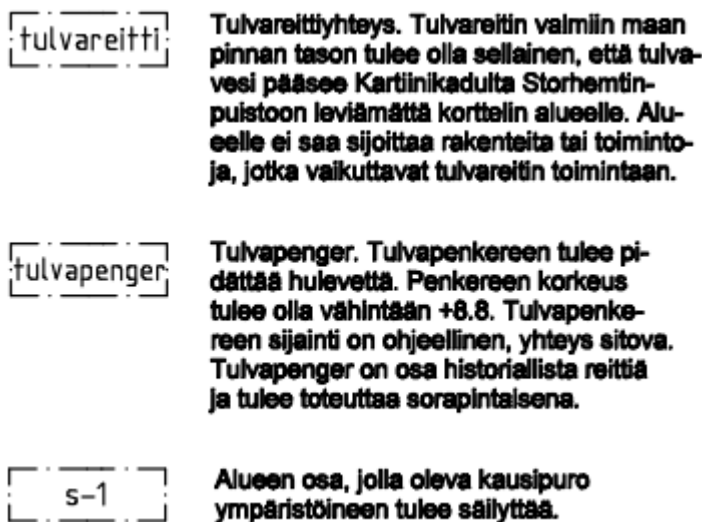 tulvareitti
Tulvareittiyhteys. Tulvareitin valmiin maan
pinnan tason tulee olla sellainen, että tulva-
vesi pääsee Kartiinikadulta Storhemtin-
puistoon leviämättä korttelin alueelle. Alu-
eelle ei saa sijoittaa rakenteita tai toiminto-
ja, jotka vaikuttavat tulvareitin toimintaan.
tulvapenger
Tulvapenger. Tulvapenkereen tulee pi-
dättää hulevettä. Penkereen korkeus
tulee olla vähintään +8.8. Tulvapenke-
reen sijainti on ohjeellinen, yhteys sitova.
Tulvapenger on osa historiallista reittiä
ja tulee toteuttaa sorapintaisena.
s-1
Alueen osa, jolla oleva kausipuro
ympäristöineen tulee säilyttää.